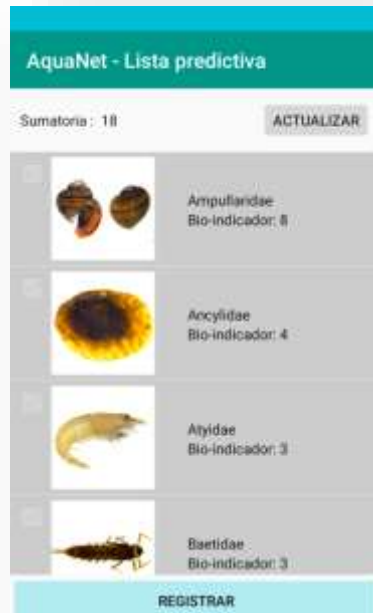 AquaNet - Lista predictiva
Sumatoria : 18
ACTUALIZAR
Ampullaridae
Bio-indicador: 8
Ancylidae
Bio-indicador: 4
Atyidae
Bio-indicador: 3
Baetidae
Bio-indicador: 3
REGISTRAR